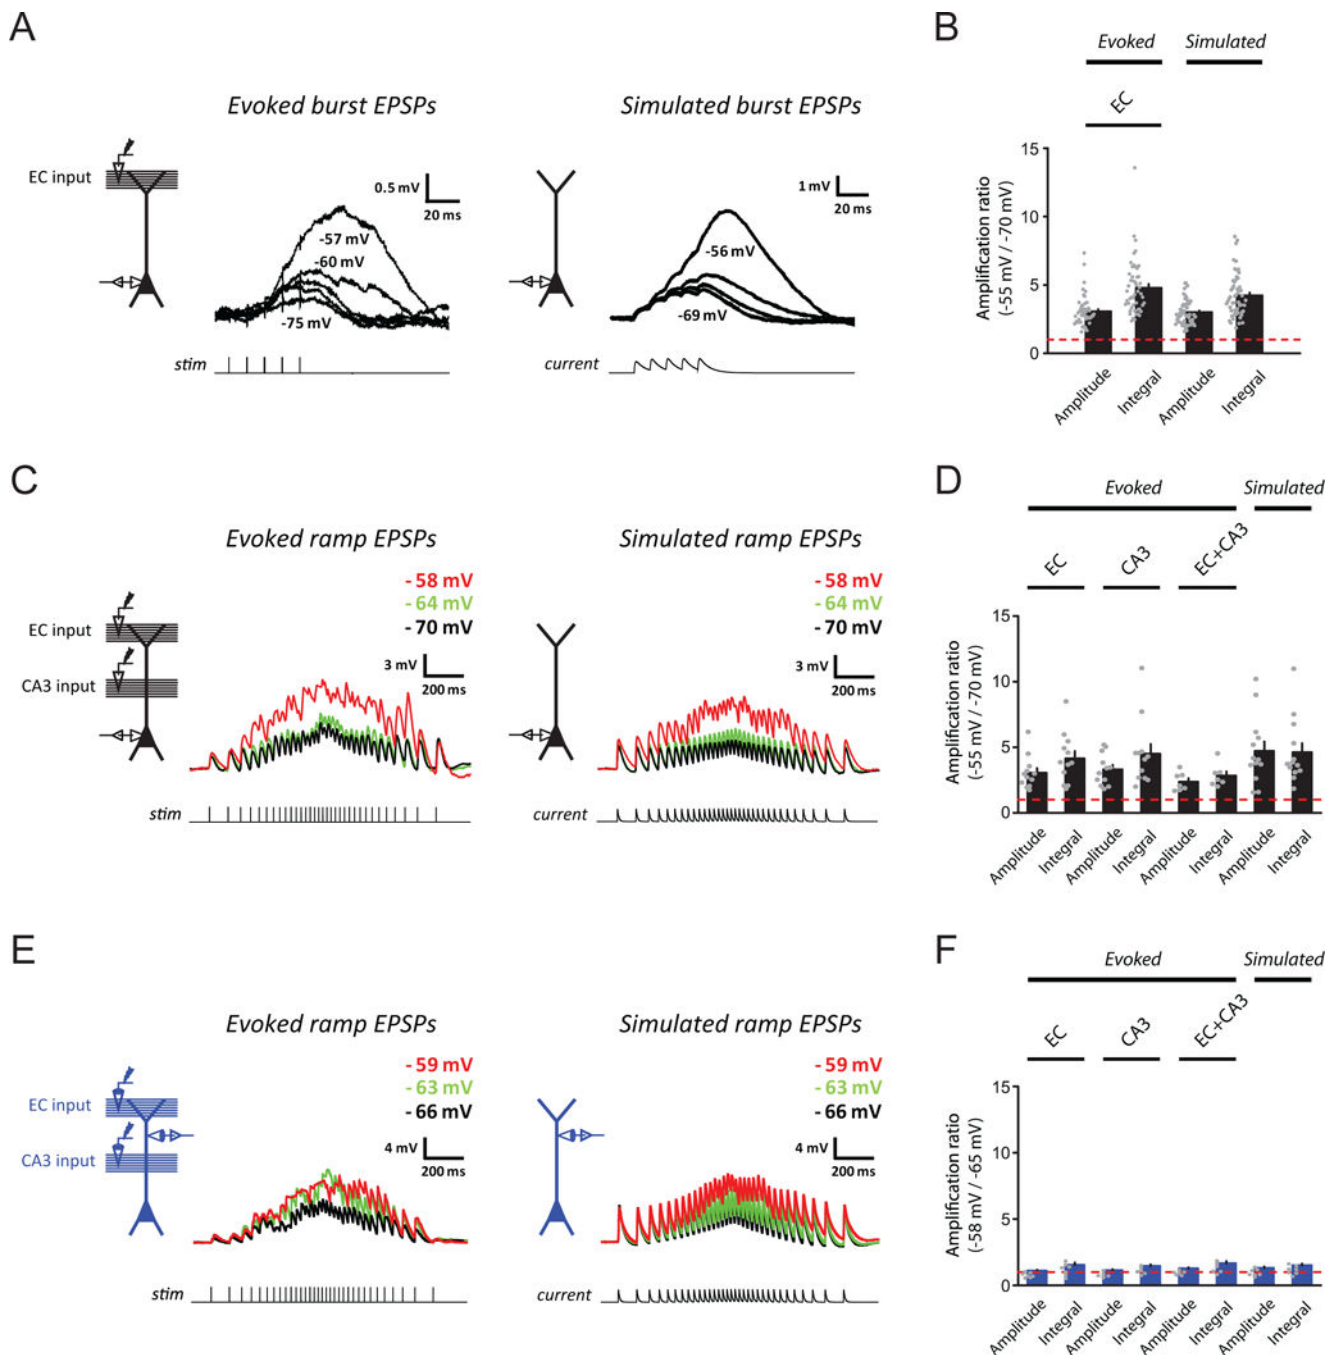 A
Evoked burst EPSPs
Simulated burst EPSPs
EC input
0.5 mV
20 ms
-57 mV
-60 mV
-75 mV
stim
1 mV
20 ms
-56 mV
-69 mV
current
B
Evoked
Simulated
EC
Amplification ratio
(-55 mV / -70 mV)
15
10
5
0
Amplitude
Integral
Amplitude
Integral
C
Evoked ramp EPSPs
Simulated ramp EPSPs
- 58 mV
- 64 mV
- 70 mV
EC input
CA3 input
3 mV
200 ms
stim
- 58 mV
- 64 mV
- 70 mV
3 mV
200 ms
current
D
Evoked
Simulated
EC
CA3
EC+CA3
Amplification ratio
(-55 mV / -70 mV)
15
10
5
0
Amplitude
Integral
Amplitude
Integral
Amplitude
Integral
Amplitude
Integral
E
Evoked ramp EPSPs
Simulated ramp EPSPs
- 59 mV
- 63 mV
- 66 mV
EC input
CA3 input
4 mV
200 ms
stim
- 59 mV
- 63 mV
- 66 mV
4 mV
200 ms
current
F
Evoked
Simulated
EC
CA3
EC+CA3
Amplification ratio
(-58 mV / -65 mV)
15
10
5
0
Amplitude
Integral
Amplitude
Integral
Amplitude
Integral
Amplitude
Integral